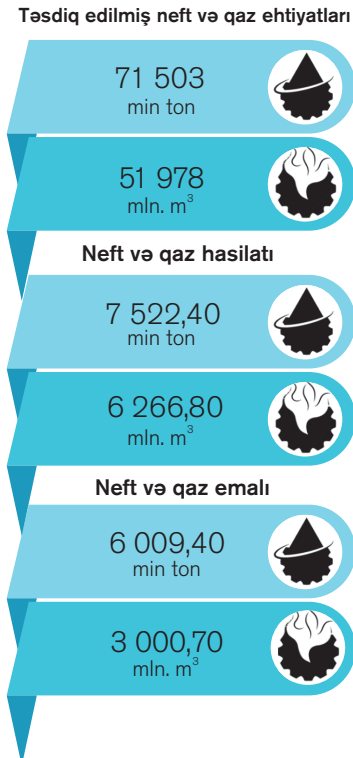 Təsdiq edilmiş neft və qaz ehtiyatları
71 503
min ton
51 978
mln. m³
Neft və qaz hasilatı
7 522,40
min ton
6 266,80
mln. m³
Neft və qaz emalı
6 009,40
min ton
3 000,70
mln. m³